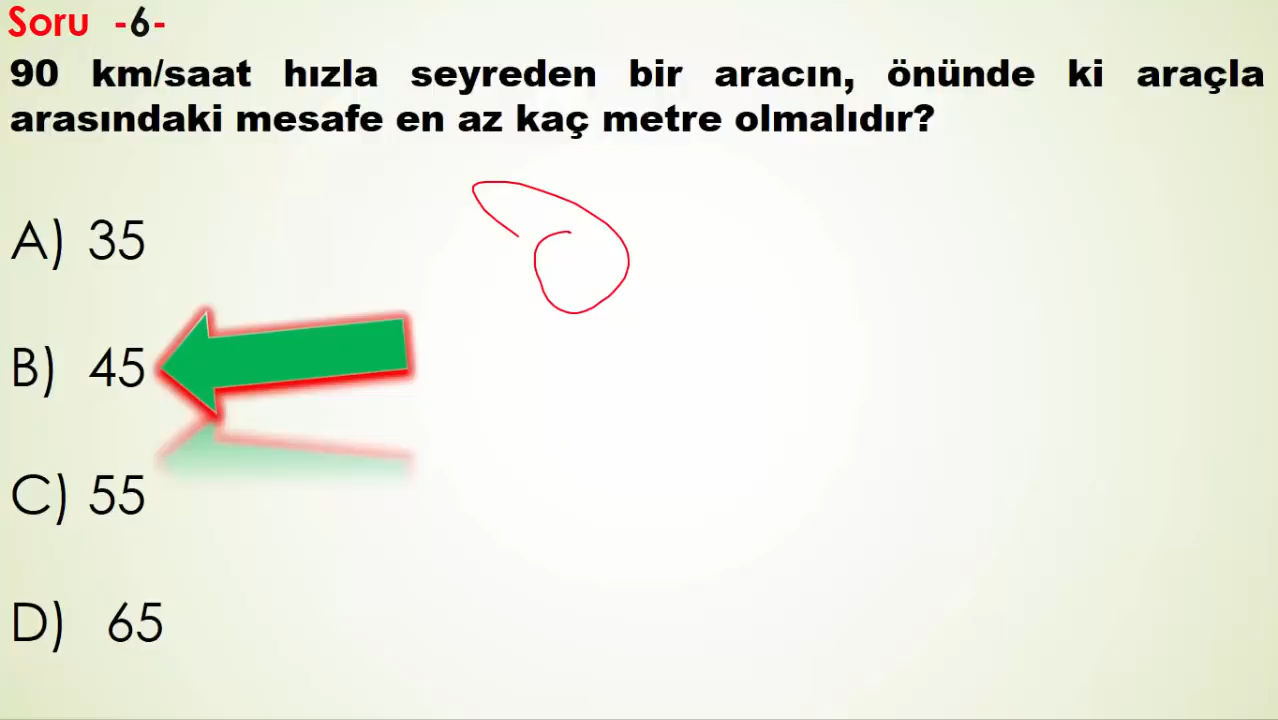 Soru -6-
90 km/saat hızla seyreden bir aracın, önünde ki araçla
arasındaki mesafe en az kaç metre olmalıdır?
A) 35
B) 45
C) 55
D) 65